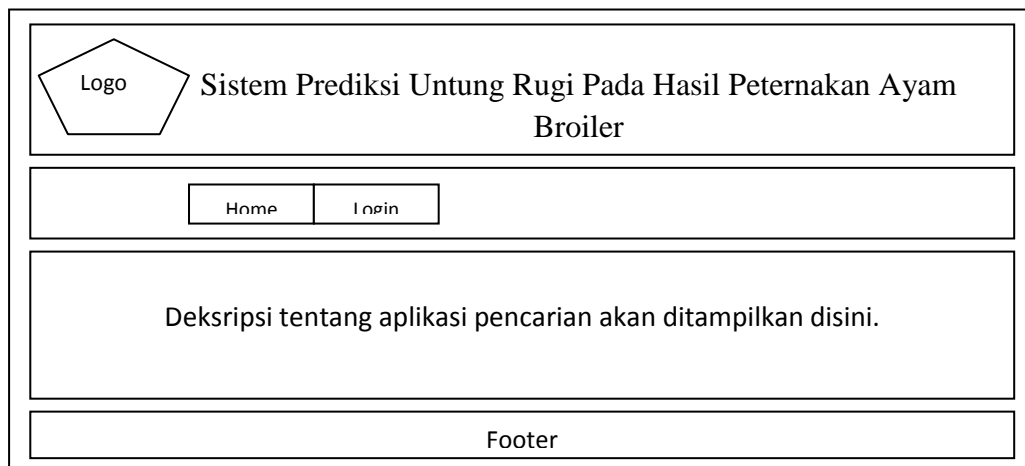 Logo
Sistem Prediksi Untung Rugi Pada Hasil Peternakan Ayam
Broiler
Home Login
Deksripsi tentang aplikasi pencarian akan ditampilkan disini.
Footer